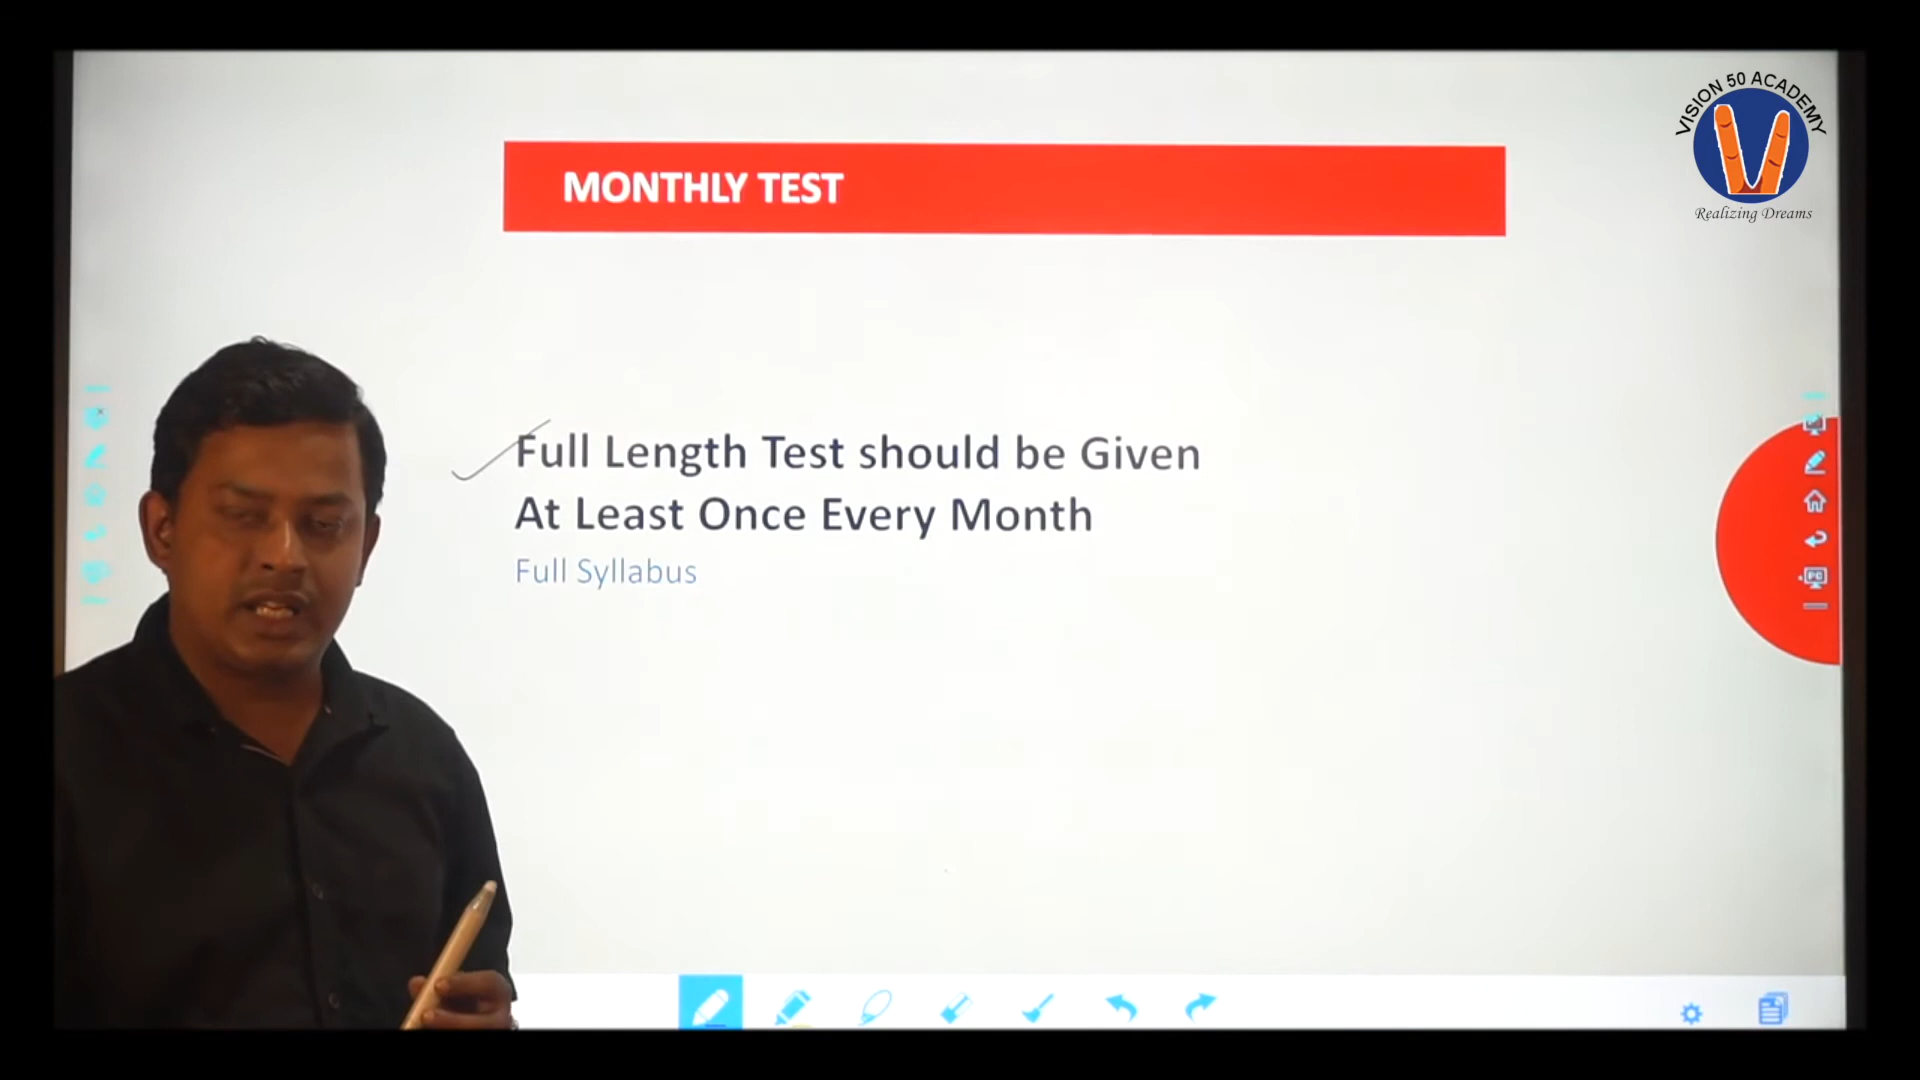 VISION 50 ACADEMY
Realizing Dreams
MONTHLY TEST
Full Length Test should be Given
At Least Once Every Month
Full Syllabus
PC